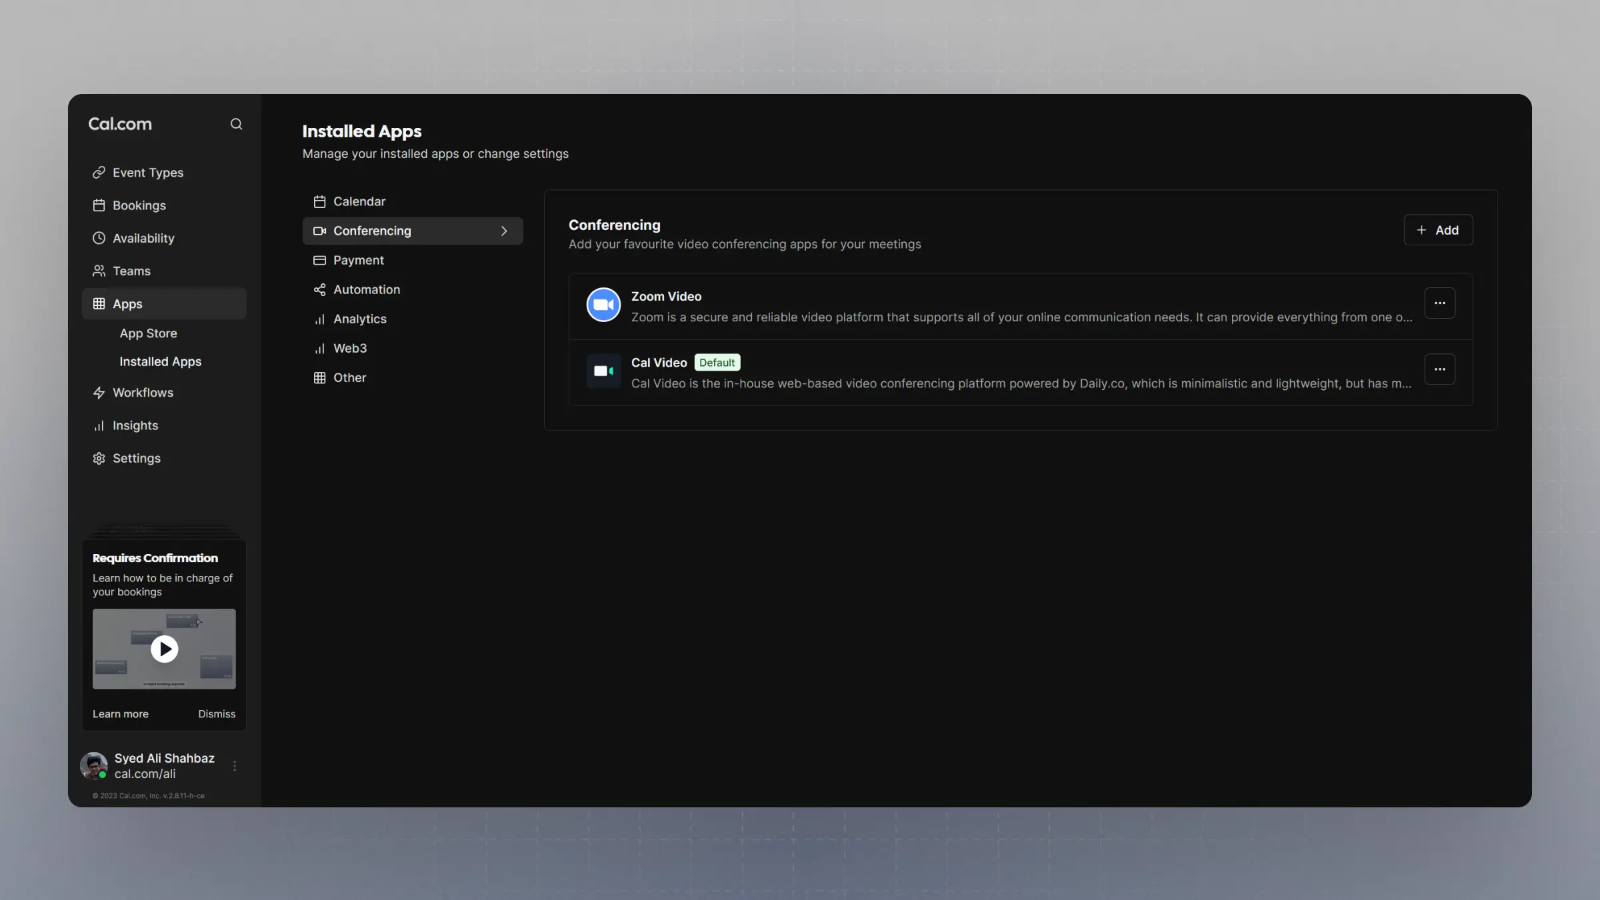 Cal.com
Event Types
Bookings
Availability
Teams
Apps
App Store
Installed Apps
Workflows
Insights
Settings
Requires Confirmation
Learn how to be in charge of
your bookings
Learn more
Dismiss
Syed Ali Shahbaz
cal.com/ali
© 2023 Cal.com, Inc. v.2.8.11-h-ce
Installed Apps
Manage your installed apps or change settings
Calendar
Conferencing
Payment
Automation
Analytics
Web3
Other
Conferencing
Add your favourite video conferencing apps for your meetings
Add
Zoom Video
Zoom is a secure and reliable video platform that supports all of your online communication needs. It can provide everything from one o...
Cal Video Default
Cal Video is the in-house web-based video conferencing platform powered by Daily.co, which is minimalistic and lightweight, but has m...